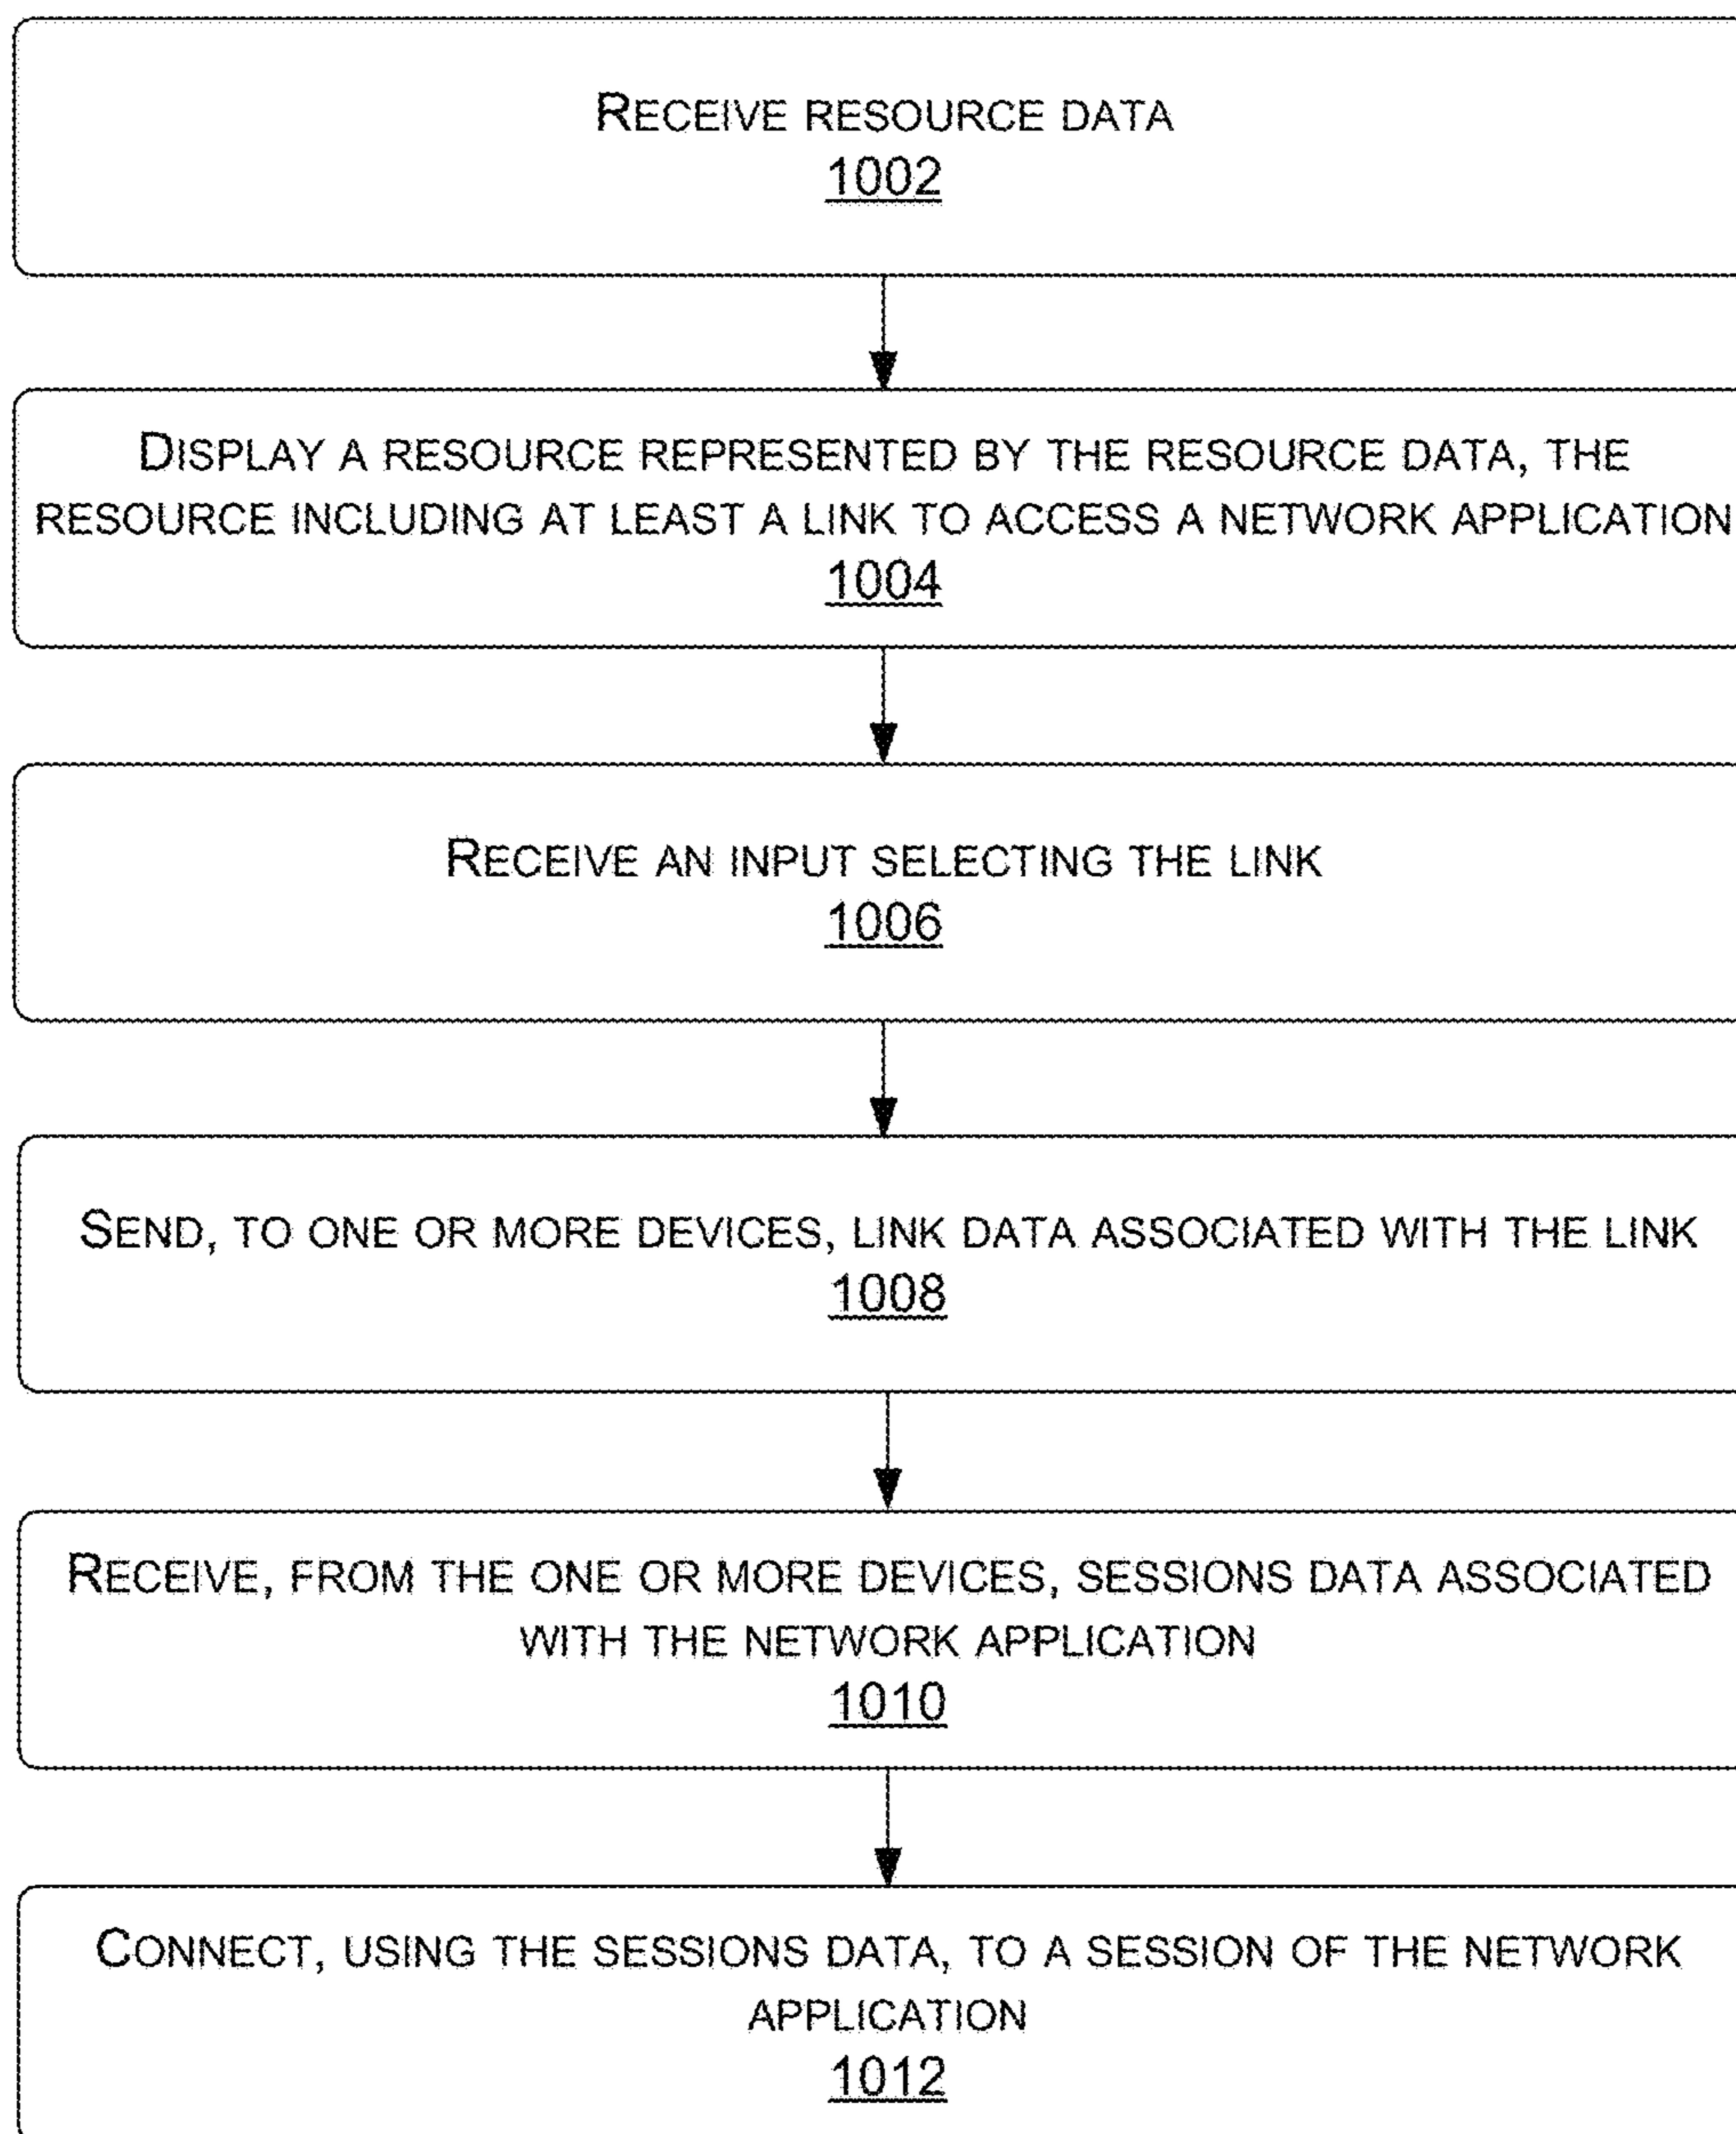 RECEIVE RESOURCE DATA
1002
DISPLAY A RESOURCE REPRESENTED BY THE RESOURCE DATA, THE
RESOURCE INCLUDING AT LEAST A LINK TO ACCESS A NETWORK APPLICATION
1004
RECEIVE AN INPUT SELECTING THE LINK
1006
SEND, TO ONE OR MORE DEVICES, LINK DATA ASSOCIATED WITH THE LINK
1008
RECEIVE, FROM THE ONE OR MORE DEVICES, SESSIONS DATA ASSOCIATED
WITH THE NETWORK APPLICATION
1010
CONNECT, USING THE SESSIONS DATA, TO A SESSION OF THE NETWORK
APPLICATION
1012